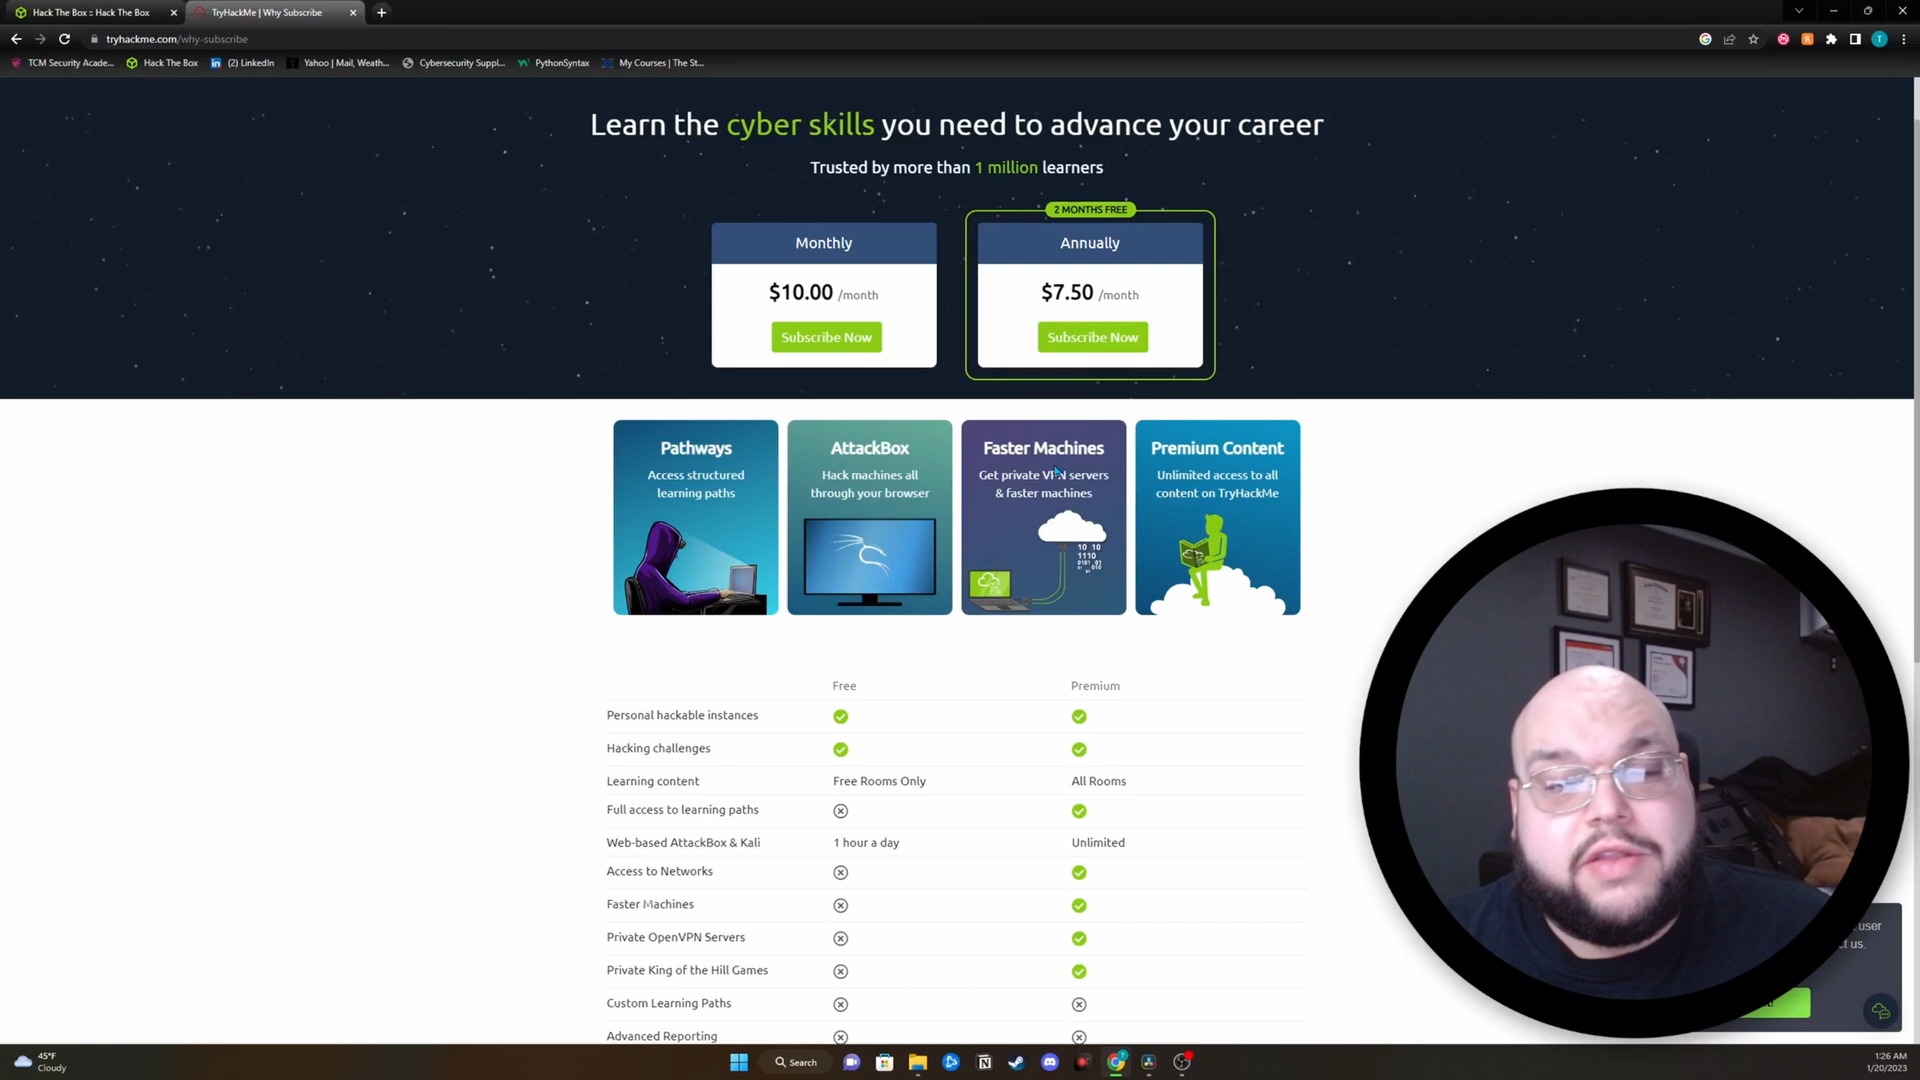 Hack The Box :: Hack The Box
TryHackMe | Why Subscribe
tryhackme.com/why-subscribe
TCM Security Acade...
Hack The Box
(2) LinkedIn
Yahoo | Mail, Weath...
Cybersecurity Suppl...
PythonSyntax
My Courses | The St...
Learn the cyber skills you need to advance your career
Trusted by more than 1 million learners
2 MONTHS FREE
Monthly
Annually
$10.00 /month
$7.50 /month
Subscribe Now
Subscribe Now
Pathways
Access structured
learning paths
AttackBox
Hack machines all
through your browser
Faster Machines
Get private VPN servers
& faster machines
10 10
1110
0101 01
Premium Content
Unlimited access to all
content on TryHackMe
Free Premium
Personal hackable instances
Hacking challenges
Learning content Free Rooms Only All Rooms
Full access to learning paths
Web-based AttackBox & Kali 1 hour a day Unlimited
Access to Networks
Faster Machines
Private OpenVPN Servers
Private King of the Hill Games
Custom Learning Paths
Advanced Reporting
user
t us.
45°F
Cloudy
Search
1:26 AM
1/20/2023